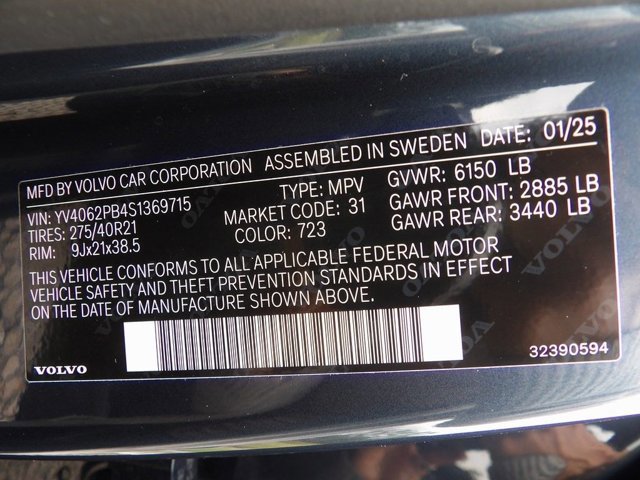 MFD BY VOLVO CAR CORPORATION ASSEMBLED IN SWEDEN DATE: 01/25
VIN: YV4062PB4S1369715 TYPE: MPV GVWR: 6150 LB
TIRES: 275/40R21 MARKET CODE: 31 GAWR FRONT: 2885 LB
RIM: 9Jx21x38.5 COLOR: 723 GAWR REAR: 3440 LB
THIS VEHICLE CONFORMS TO ALL APPLICABLE FEDERAL MOTOR
VEHICLE SAFETY AND THEFT PREVENTION STANDARDS IN EFFECT
ON THE DATE OF MANUFACTURE SHOWN ABOVE.
VOLVO 32390594